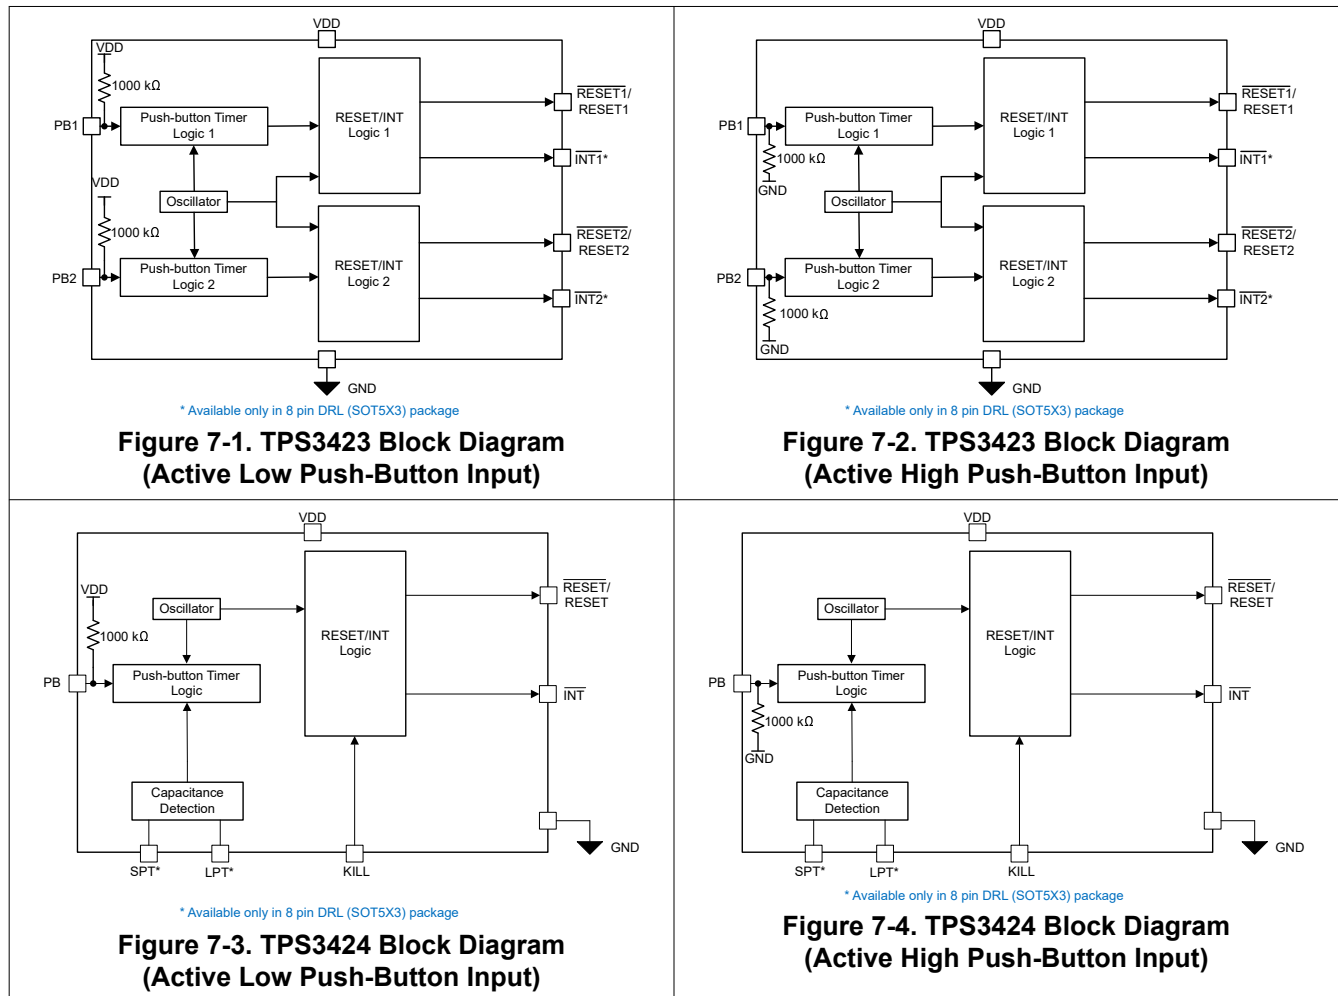 VDD
VDD
1000 kΩ
PB1
Push-button Timer
Logic 1
RESET/INT
Logic 1
RESET1/
RESET1
INT1*
VDD
Oscillator
1000 kΩ
PB2
Push-button Timer
Logic 2
RESET/INT
Logic 2
RESET2/
RESET2
INT2*
GND
* Available only in 8 pin DRL (SOT5X3) package
Figure 7-1. TPS3423 Block Diagram
(Active Low Push-Button Input)
VDD
PB1
Push-button Timer
Logic 1
RESET/INT
Logic 1
RESET1/
RESET1
INT1*
1000 kΩ
GND
Oscillator
PB2
Push-button Timer
Logic 2
RESET/INT
Logic 2
RESET2/
RESET2
INT2*
1000 kΩ
GND
GND
* Available only in 8 pin DRL (SOT5X3) package
Figure 7-2. TPS3423 Block Diagram
(Active High Push-Button Input)
VDD
VDD
1000 kΩ
Oscillator
PB
Push-button Timer
Logic
RESET/INT
Logic
RESET/
RESET
INT
Capacitance
Detection
GND
SPT*
LPT*
KILL
* Available only in 8 pin DRL (SOT5X3) package
Figure 7-3. TPS3424 Block Diagram
(Active Low Push-Button Input)
VDD
Oscillator
PB
Push-button Timer
Logic
RESET/INT
Logic
RESET/
RESET
INT
1000 kΩ
GND
Capacitance
Detection
GND
SPT*
LPT*
KILL
* Available only in 8 pin DRL (SOT5X3) package
Figure 7-4. TPS3424 Block Diagram
(Active High Push-Button Input)